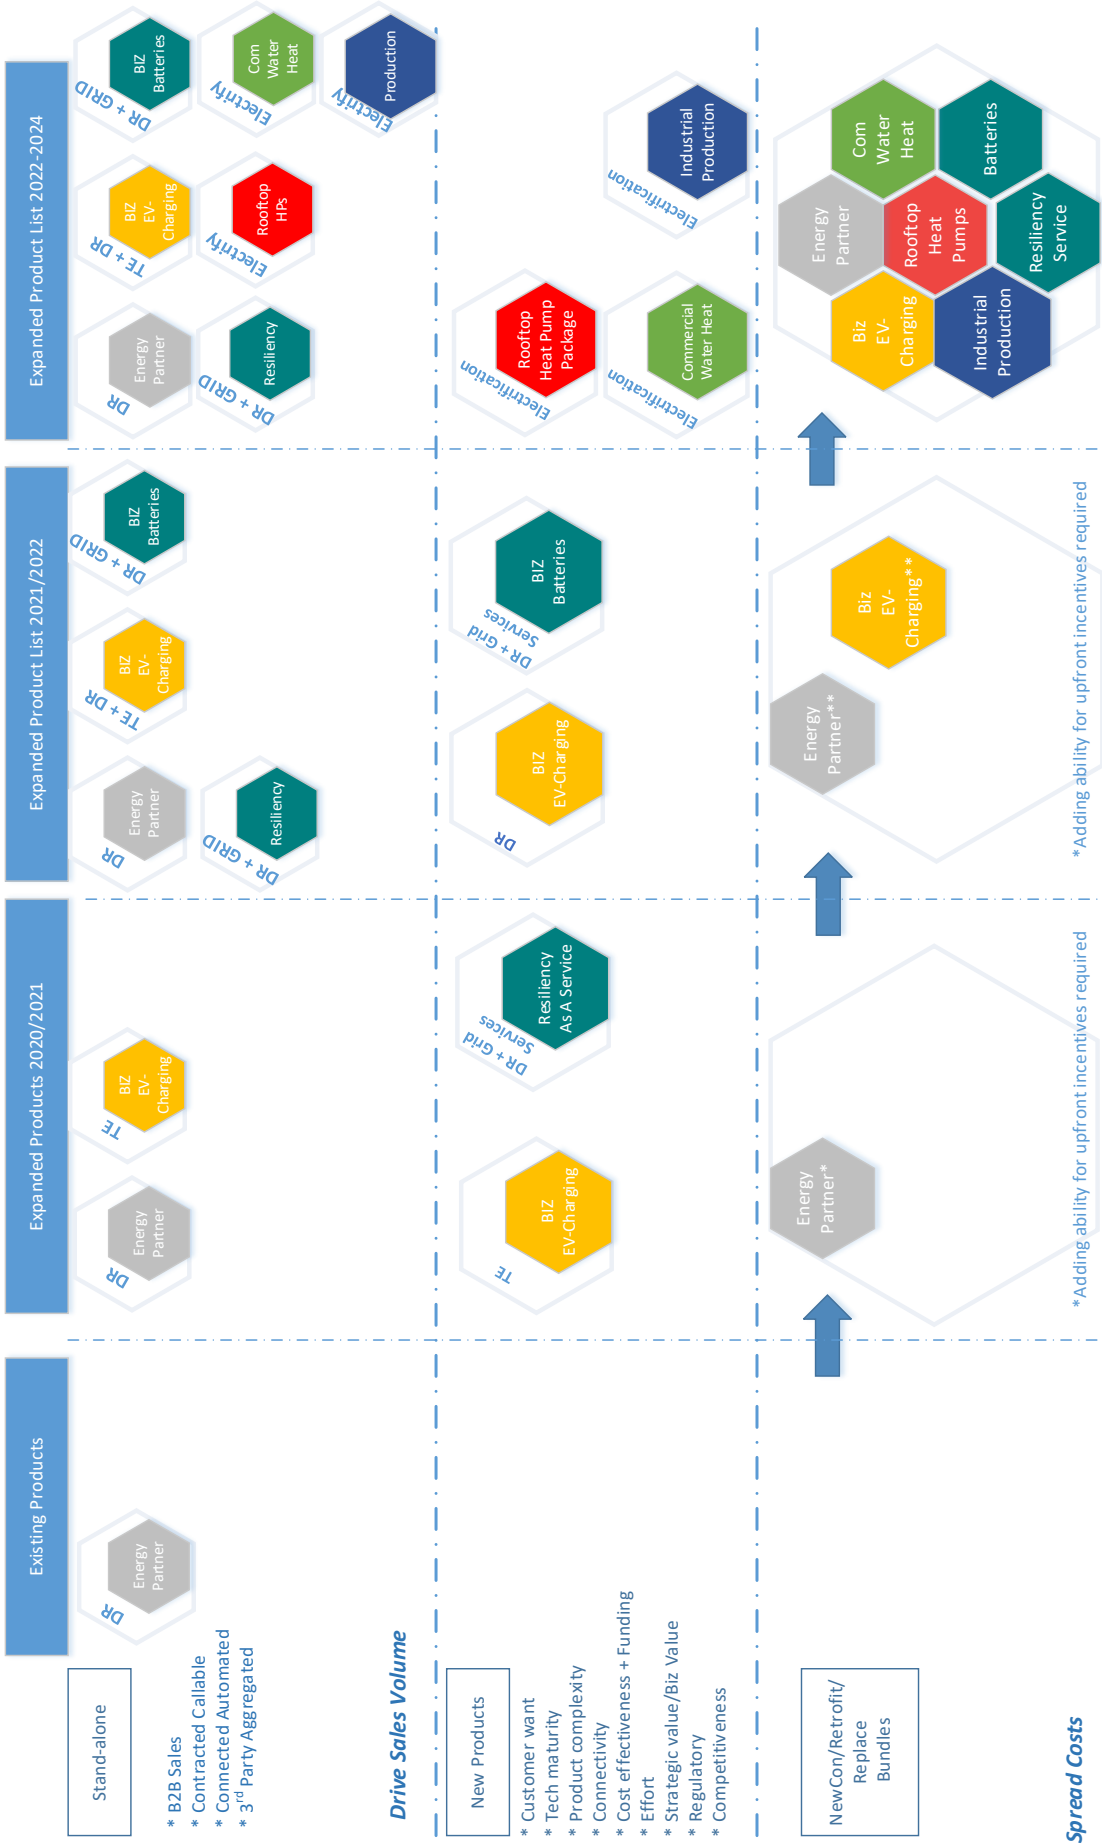 Existing Products
Expanded Products 2020/2021
Expanded Product List 2021/2022
Expanded Product List 2022-2024
Stand-alone
* B2B Sales
* Contracted Callable
* Connected Automated
* 3rd Party Aggregated
Drive Sales Volume
DR
Energy
Partner
DR
Energy
Partner
TE
BIZ
EV-
Charging
DR
Energy
Partner
TE + DR
BIZ
EV-
Charging
DR + GRID
BIZ
Batteries
DR + GRID
Resiliency
DR
Energy
Partner
TE + DR
BIZ
EV-
Charging
DR + GRID
BIZ
Batteries
DR + GRID
Resiliency
Electrify
Rooftop
HPs
Electrify
Com
Water
Heat
Electrify
Production
New Products
* Customer want
* Tech maturity
* Product complexity
* Connectivity
* Cost effectiveness + Funding
* Effort
* Strategic value/Biz Value
* Regulatory
* Competitiveness
TE
BIZ
EV-Charging
DR + Grid
Services
Resiliency
As A Service
DR
BIZ
EV-Charging
DR + Grid
Services
BIZ
Batteries
Electrification
Rooftop
Heat Pump
Package
Electrification
Commercial
Water Heat
Electrification
Industrial
Production
NewCon/Retrofit/
Replace
Bundles
Spread Costs
Energy
Partner*
*Adding ability for upfront incentives required
Energy
Partner**
Biz
EV-
Charging**
*Adding ability for upfront incentives required
Biz
EV-
Charging
Energy
Partner
Com
Water
Heat
Industrial
Production
Rooftop
Heat
Pumps
Batteries
Resiliency
Service